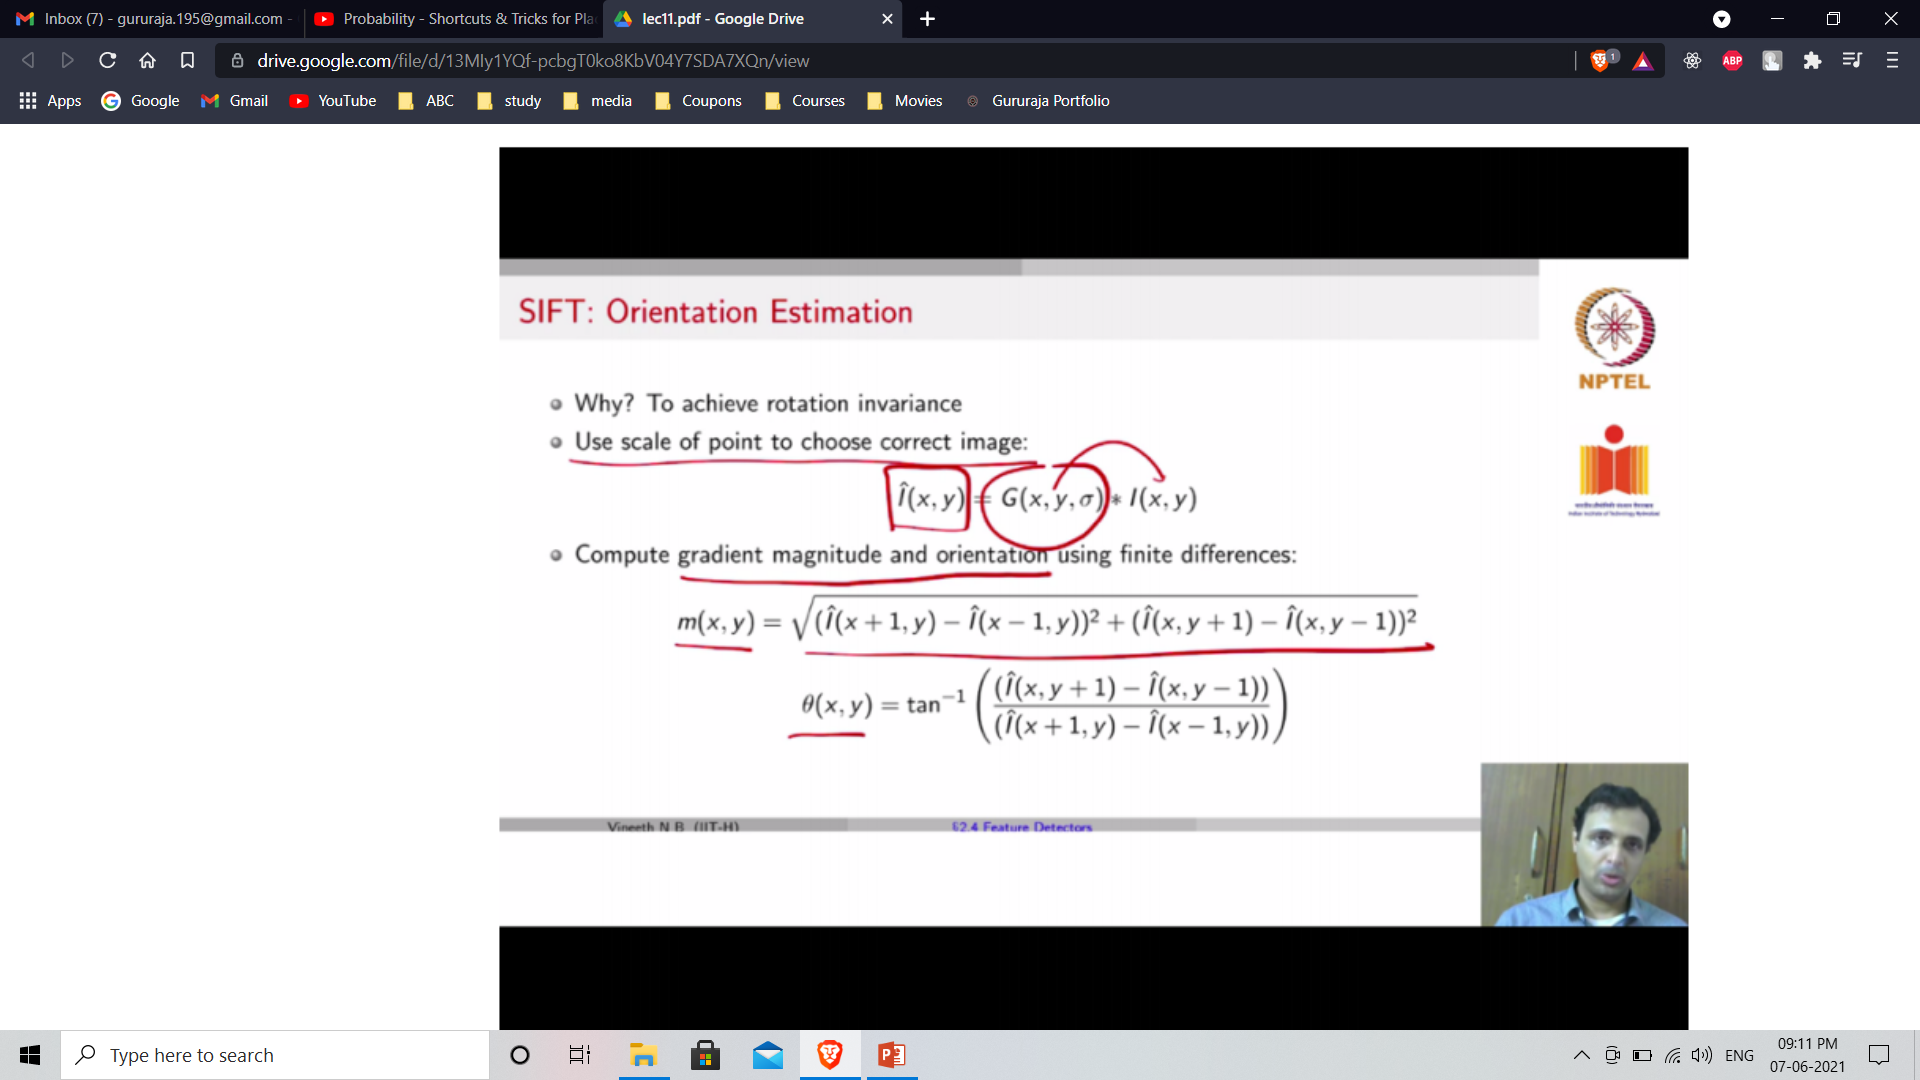 Inbox (7) - gururaja.195@gmail.com -
Probability - Shortcuts & Tricks for Pla
lec11.pdf - Google Drive
drive.google.com/file/d/13MIy1YQf-pcbgT0ko8KbV04Y7SDA7XQn/view
1
ABP
Apps Google Gmail YouTube ABC study media Coupons Courses Movies Gururaja Portfolio
SIFT: Orientation Estimation
NPTEL
Why? To achieve rotation invariance
Use scale of point to choose correct image:
Î(x, y) = G(x, y, σ) * I(x, y)
Compute gradient magnitude and orientation using finite differences:
m(x, y) = √(Î(x + 1, y) − Î(x − 1, y))² + (Î(x, y + 1) − Î(x, y − 1))²
θ(x, y) = tan⁻¹ ( (Î(x, y + 1) − Î(x, y − 1)) / (Î(x + 1, y) − Î(x − 1, y)) )
Vineeth N B (IIT-H) §2.4 Feature Detectors
Type here to search
ENG
09:11 PM
07-06-2021